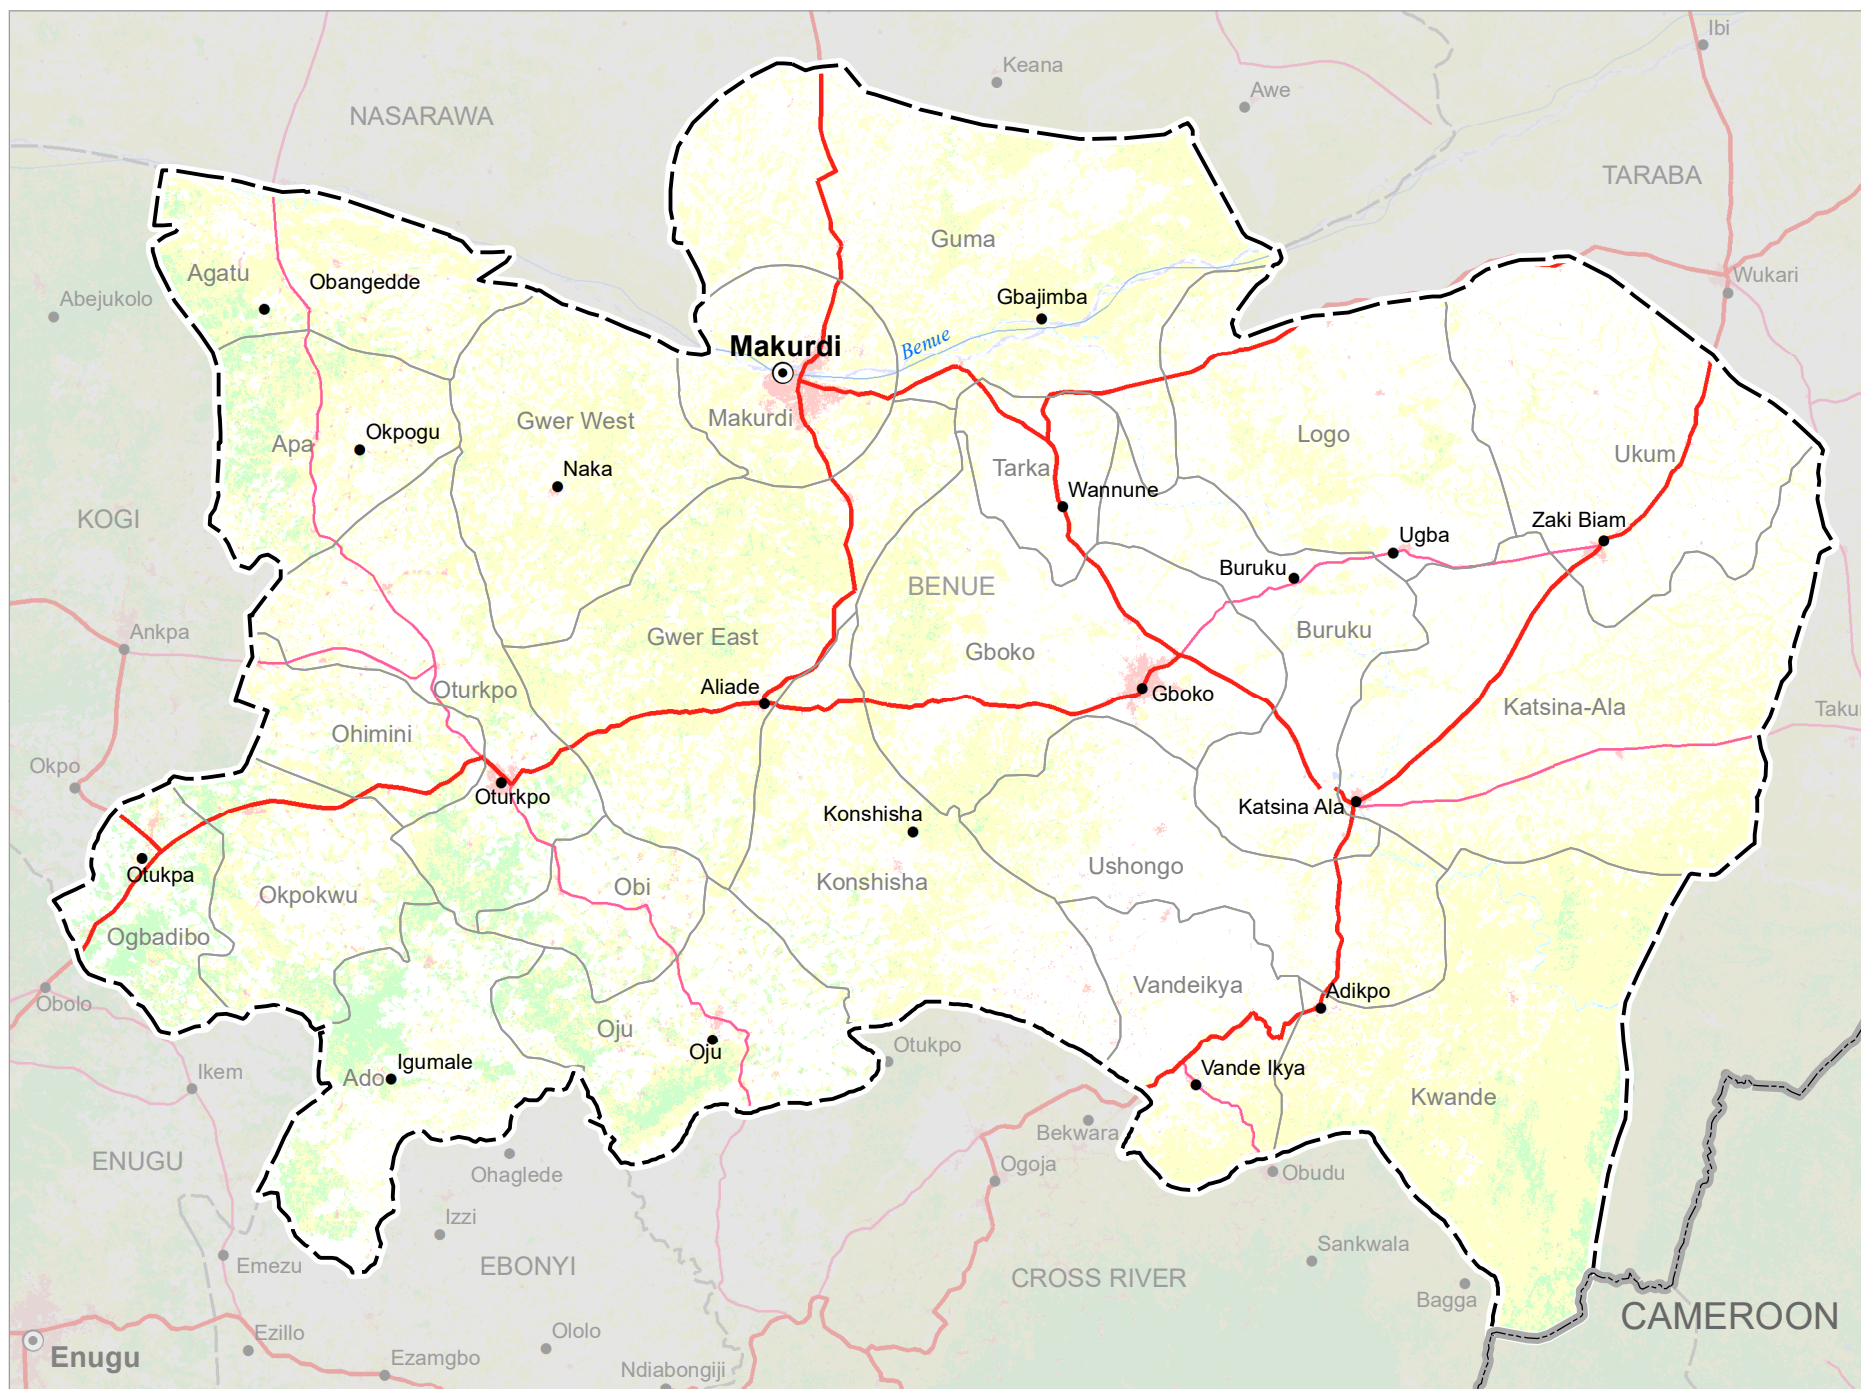 Ibi
Keana
Awe
NASARAWA
TARABA
Guma
Agatu
Obangedde
Wukari
Abejukolo
Gbajimba
Benue
Makurdi
Makurdi
Gwer West
Apa
Okpogu
Logo
Ukum
Naka
Tarka
Wannune
KOGI
Zaki Biam
Ugba
Buruku
BENUE
Ankpa
Gwer East
Buruku
Gboko
Oturkpo
Aliade
Gboko
Katsina-Ala
Taku
Ohimini
Okpo
Oturkpo
Katsina Ala
Konshisha
Otukpa
Okpokwu
Obi
Konshisha
Ushongo
Ogbadibo
Vandeikya
Adikpo
Obolo
Oju
Oju
Otukpo
Ikem
Ado
Igumale
Vande Ikya
Kwande
Bekwara
ENUGU
Ohaglede
Ogoja
Obudu
Izzi
Emezu
EBONYI
Sankwala
CROSS RIVER
Bagga
CAMEROON
Enugu
Ezillo
Ololo
Ezamgbo
Ndiabongiji